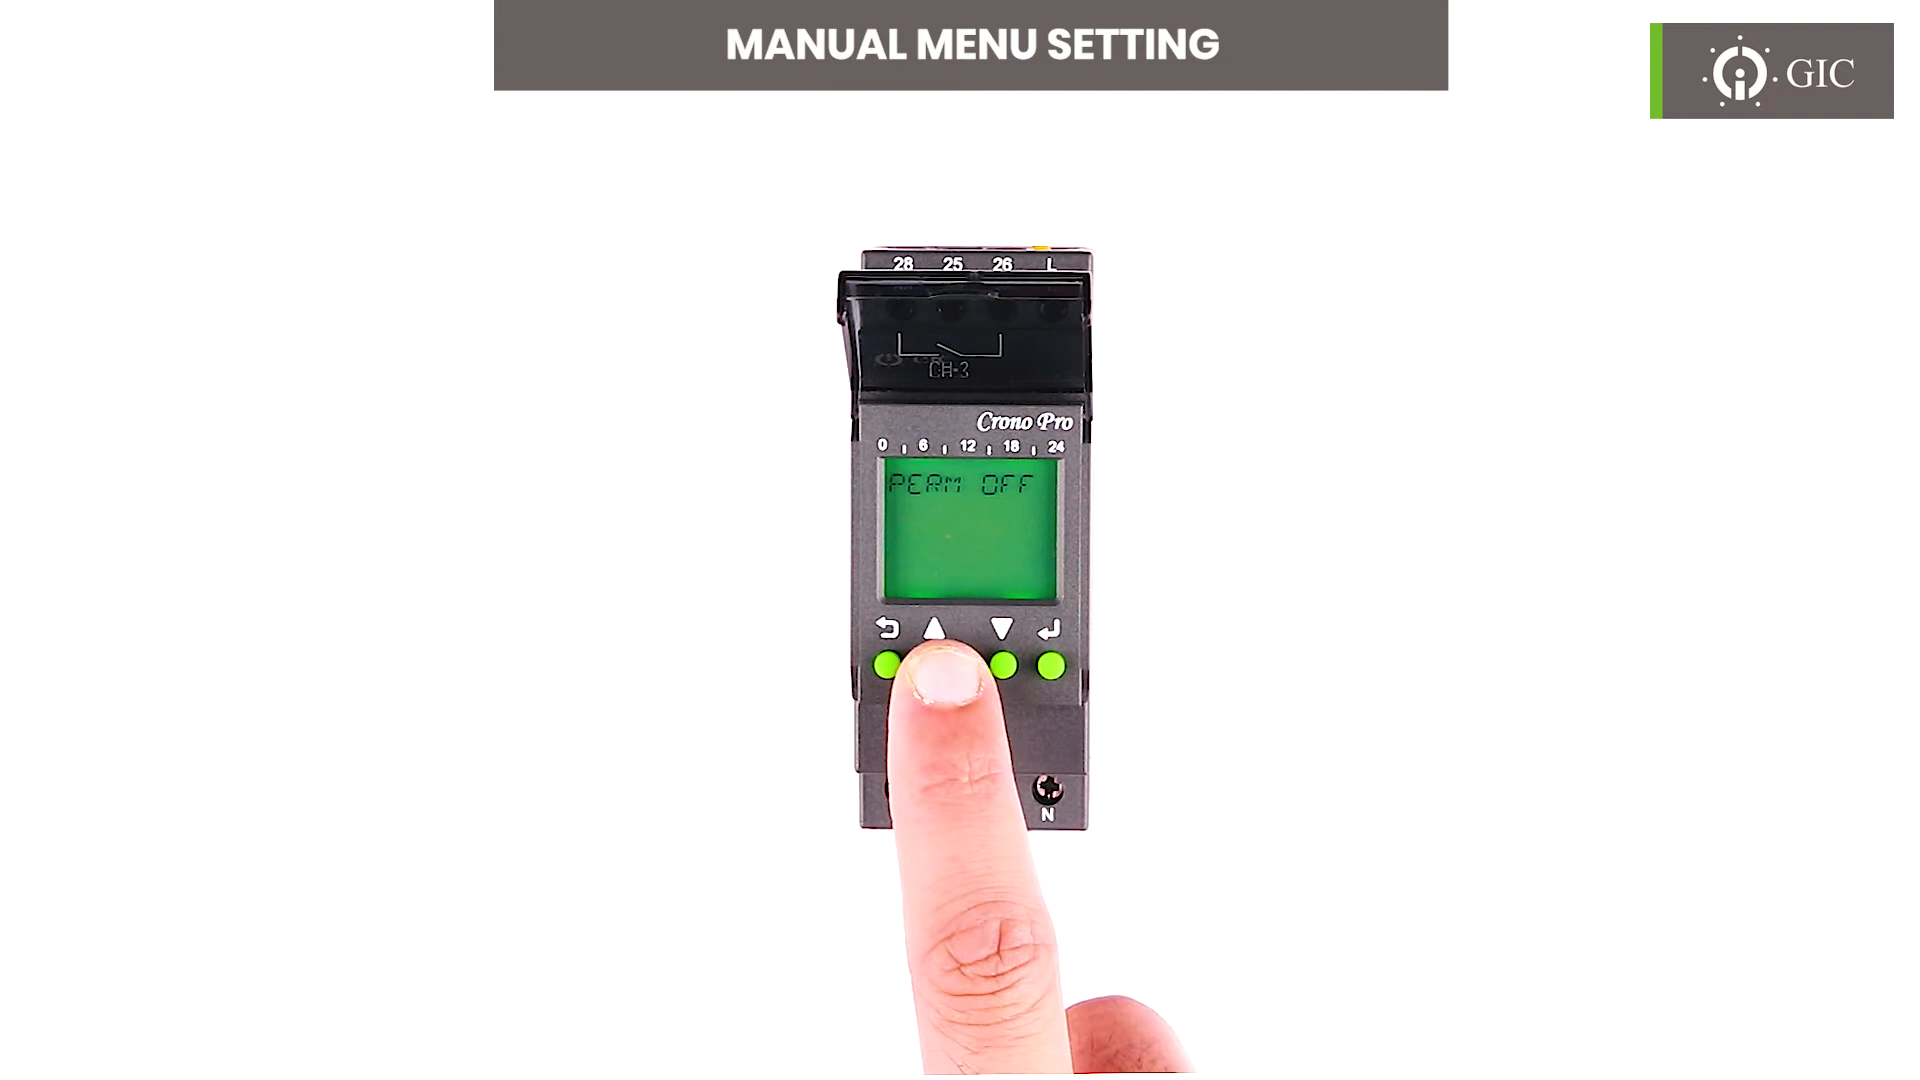 MANUAL MENU SETTING
GIC
28 25 26 L
CH-3
Crono Pro
0 6 12 18 24
PERM OFF
N